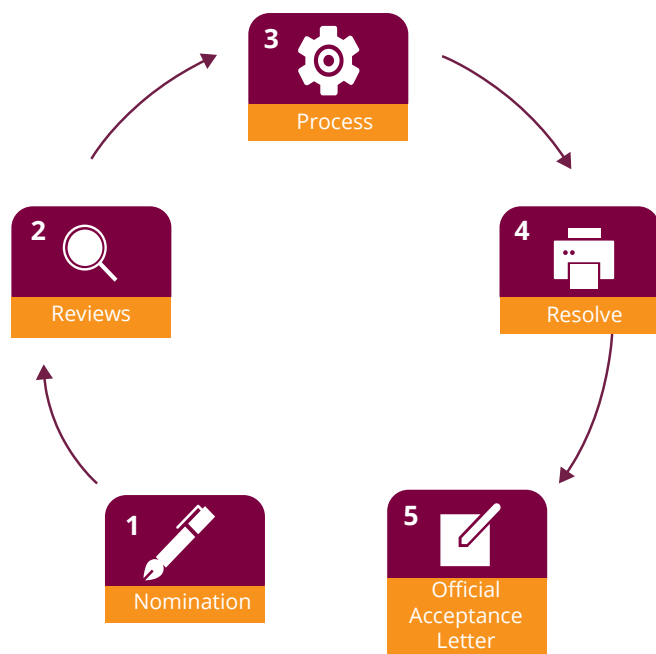 1
Nomination
2
Reviews
3
Process
4
Resolve
5
Official
Acceptance
Letter